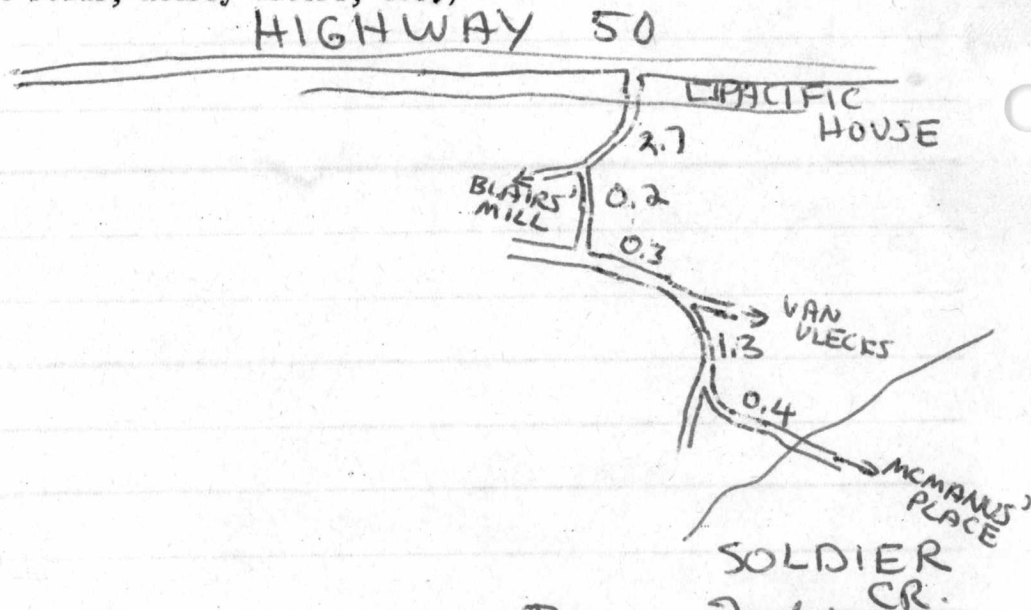 HIGHWAY 50
PACIFIC
HOUSE
2.7
BLAIRS'
MILL
0.2
0.3
VAN
VLECKS
1.3
0.4
MCMANUS'
PLACE
SOLDIER
CR.